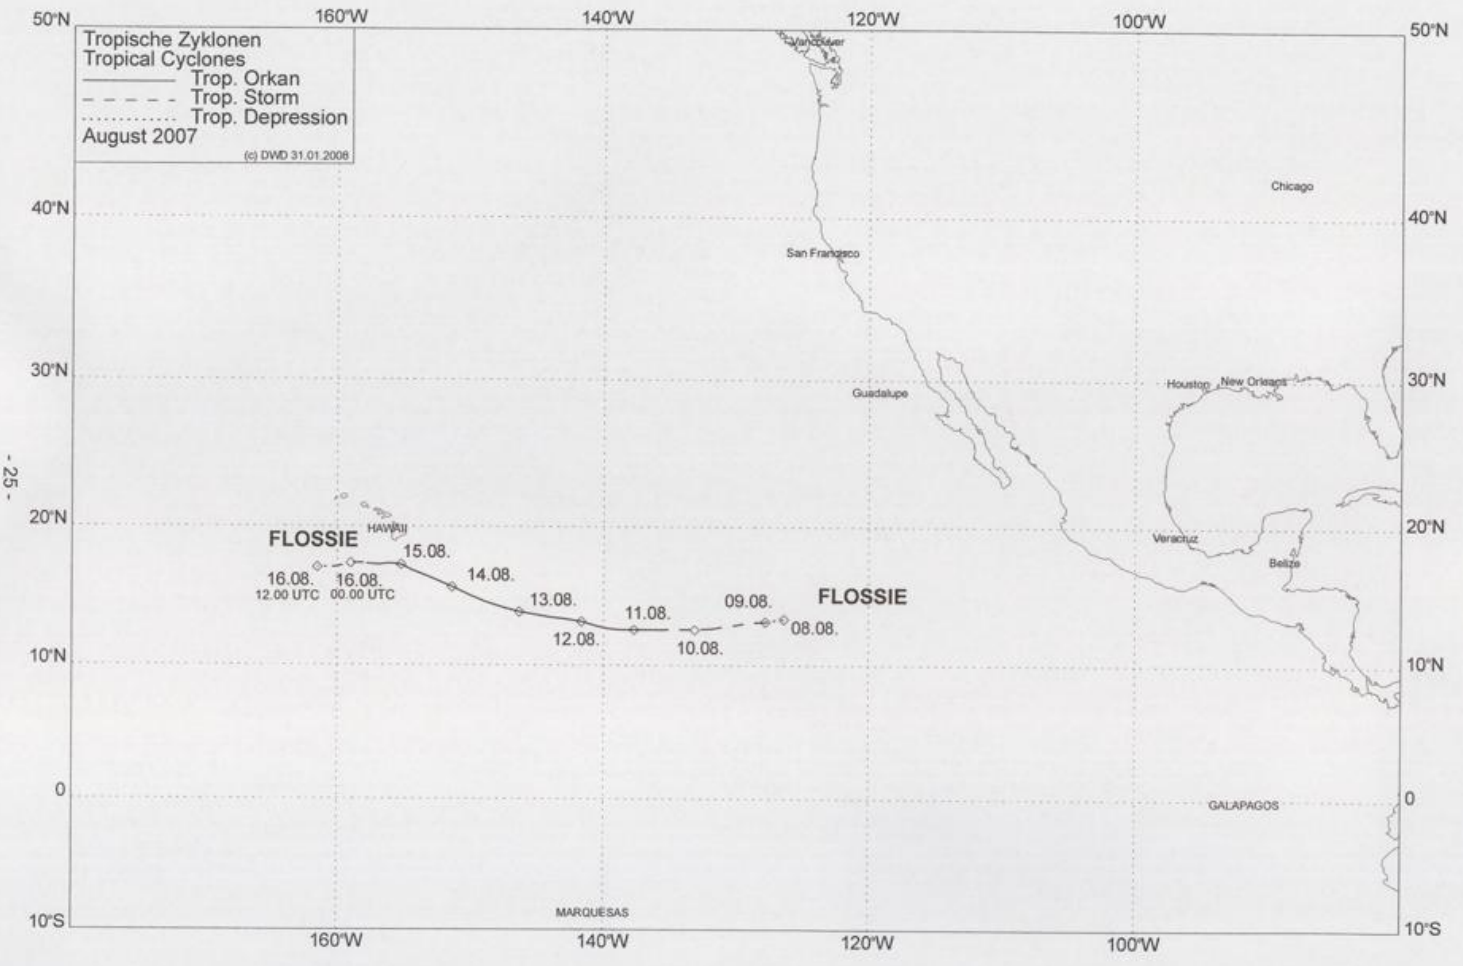 160°W 140°W 120°W 100°W
50°N 50°N
Tropische Zyklonen
Tropical Cyclones
Trop. Orkan
Trop. Storm
Trop. Depression
August 2007
(c) DWD 31.01.2008
Vancouver
Chicago
40°N 40°N
San Francisco
30°N 30°N
Guadalupe
Houston New Orleans
- 25 -
20°N 20°N
HAWAII
Veracruz
FLOSSIE
15.08.
Belize
16.08. 16.08. 14.08.
12.00 UTC 00.00 UTC
13.08. 11.08. 09.08. FLOSSIE
12.08. 10.08. 08.08.
10°N 10°N
0 0
GALAPAGOS
MARQUESAS
10°S 10°S
160°W 140°W 120°W 100°W